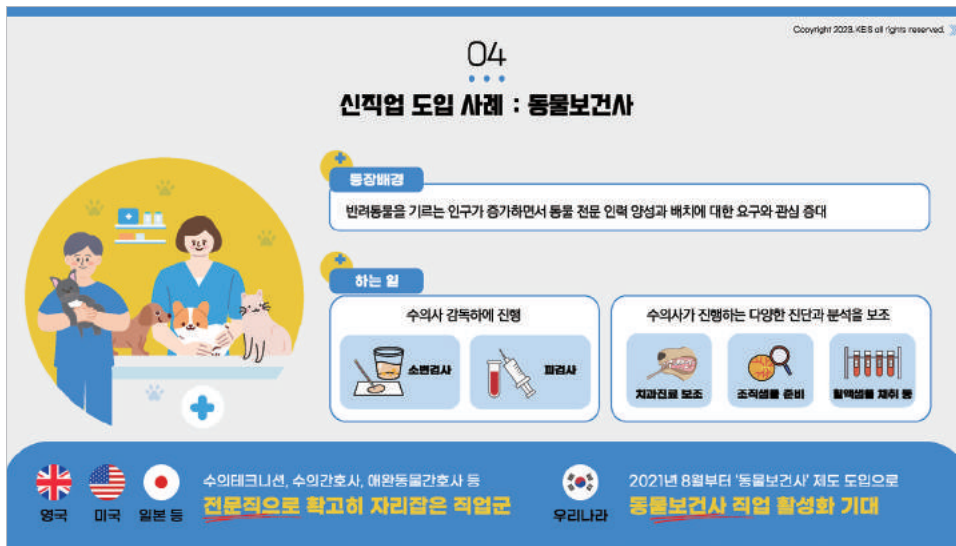 Copyright 2023. KBS all rights reserved.
04
신직업 도입 사례 : 동물보건사
등장배경
반려동물을 기르는 인구가 증가하면서 동물 전문 인력 양성과 배치에 대한 요구와 관심 증대
하는 일
수의사 감독하에 진행
소변검사
피검사
수의사가 진행하는 다양한 진단과 분석을 보조
치과진료 보조
조직샘플 준비
혈액샘플 채취 등
영국
미국
일본 등
수의테크니션, 수의간호사, 애완동물간호사 등
전문직으로 확고히 자리잡은 직업군
우리나라
2021년 8월부터 '동물보건사' 제도 도입으로
동물보건사 직업 활성화 기대